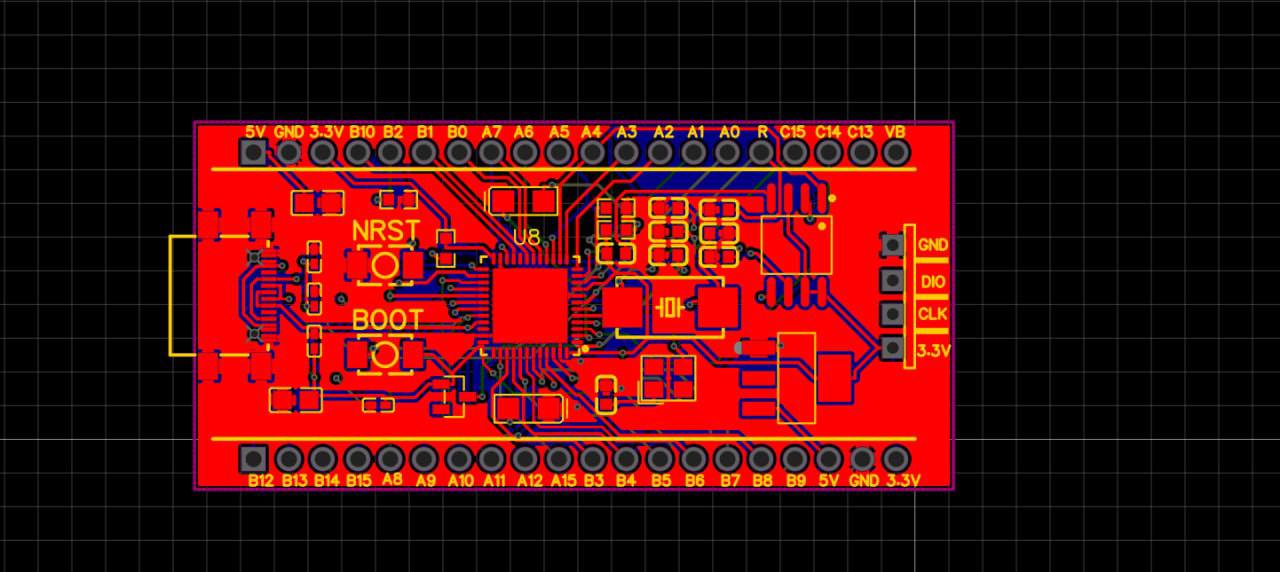 5V GND 3.3V B10 B2 B1 B0 A7 A6 A5 A4 A3 A2 A1 A0 R C15 C14 C13 VB
NRST
U8
GND
DIO
BOOT
CLK
3.3V
B12 B13 B14 B15 A8 A9 A10 A11 A12 A15 B3 B4 B5 B6 B7 B8 B9 5V GND 3.3V